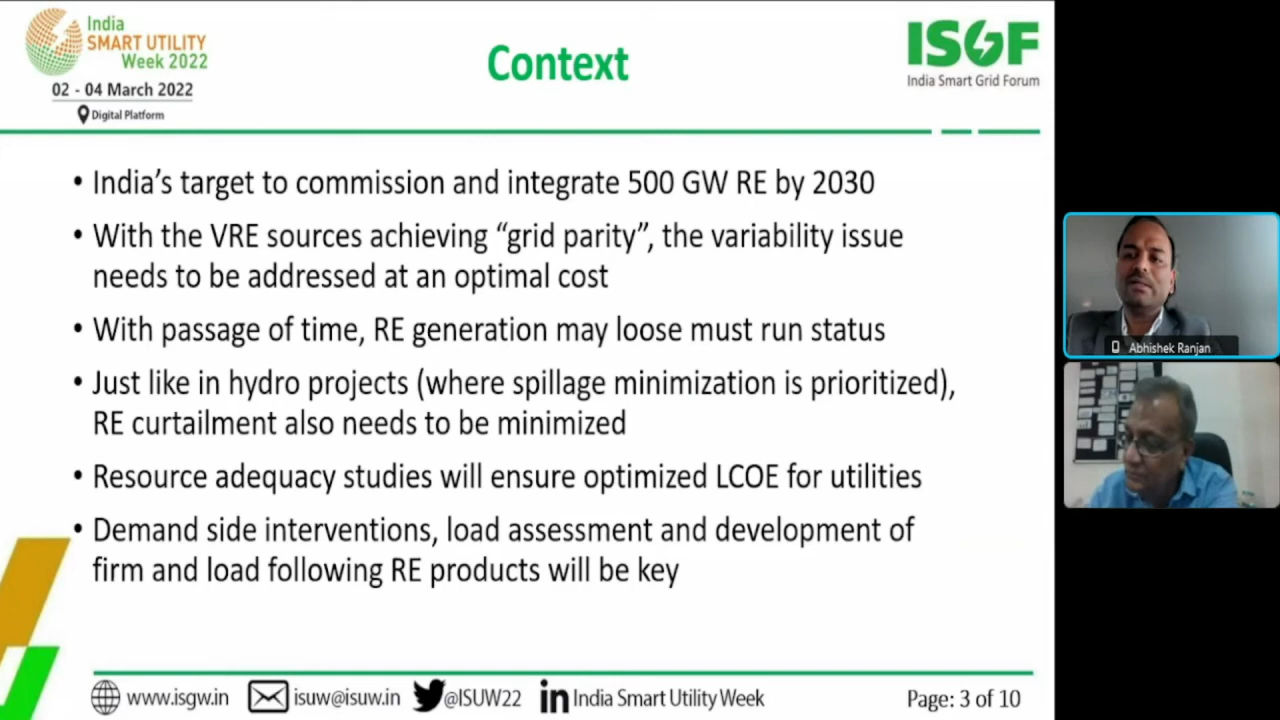 India
SMART UTILITY
Week 2022
02 - 04 March 2022
Digital Platform
Context
ISGF
India Smart Grid Forum
• India's target to commission and integrate 500 GW RE by 2030
• With the VRE sources achieving “grid parity”, the variability issue
needs to be addressed at an optimal cost
• With passage of time, RE generation may loose must run status
• Just like in hydro projects (where spillage minimization is prioritized),
RE curtailment also needs to be minimized
• Resource adequacy studies will ensure optimized LCOE for utilities
• Demand side interventions, load assessment and development of
firm and load following RE products will be key
Abhishek Ranjan
www.isgw.in isuw@isuw.in @ISUW22 in India Smart Utility Week Page: 3 of 10